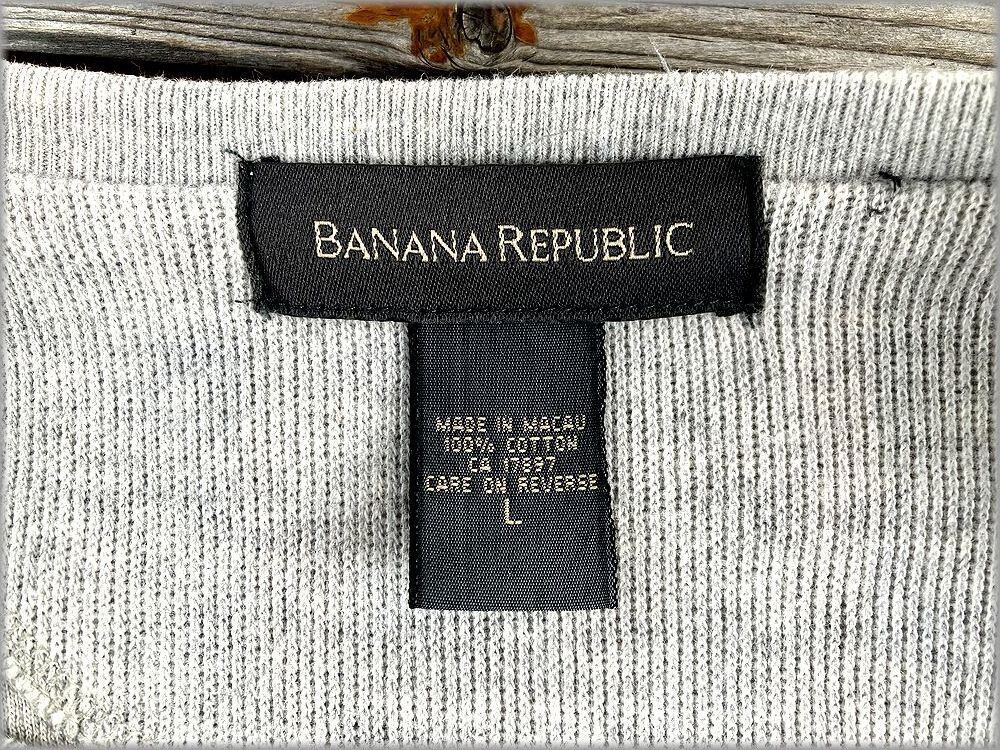 BANANA REPUBLIC
MADE IN MACAU
100% COTTON
CA 17897
CARE ON REVERSE
L